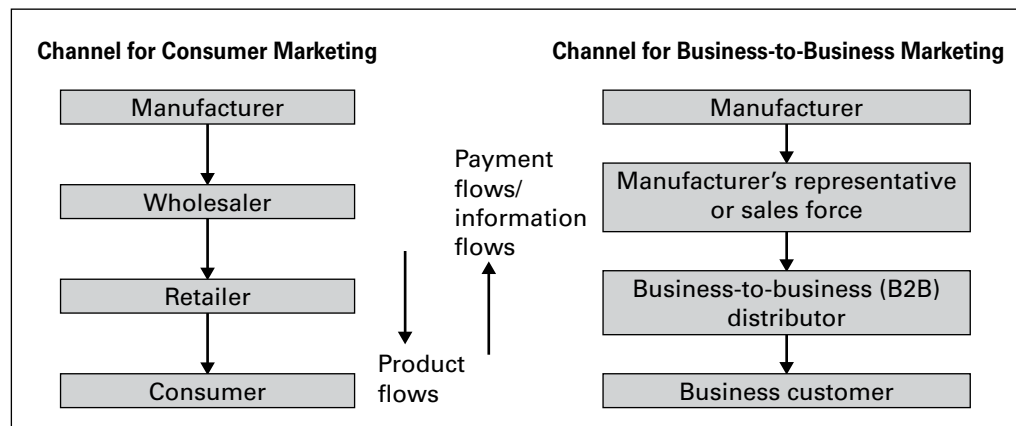 Channel for Consumer Marketing
Manufacturer
Wholesaler
Retailer
Consumer
Payment
flows/
information
flows
Product
flows
Channel for Business-to-Business Marketing
Manufacturer
Manufacturer’s representative
or sales force
Business-to-business (B2B)
distributor
Business customer